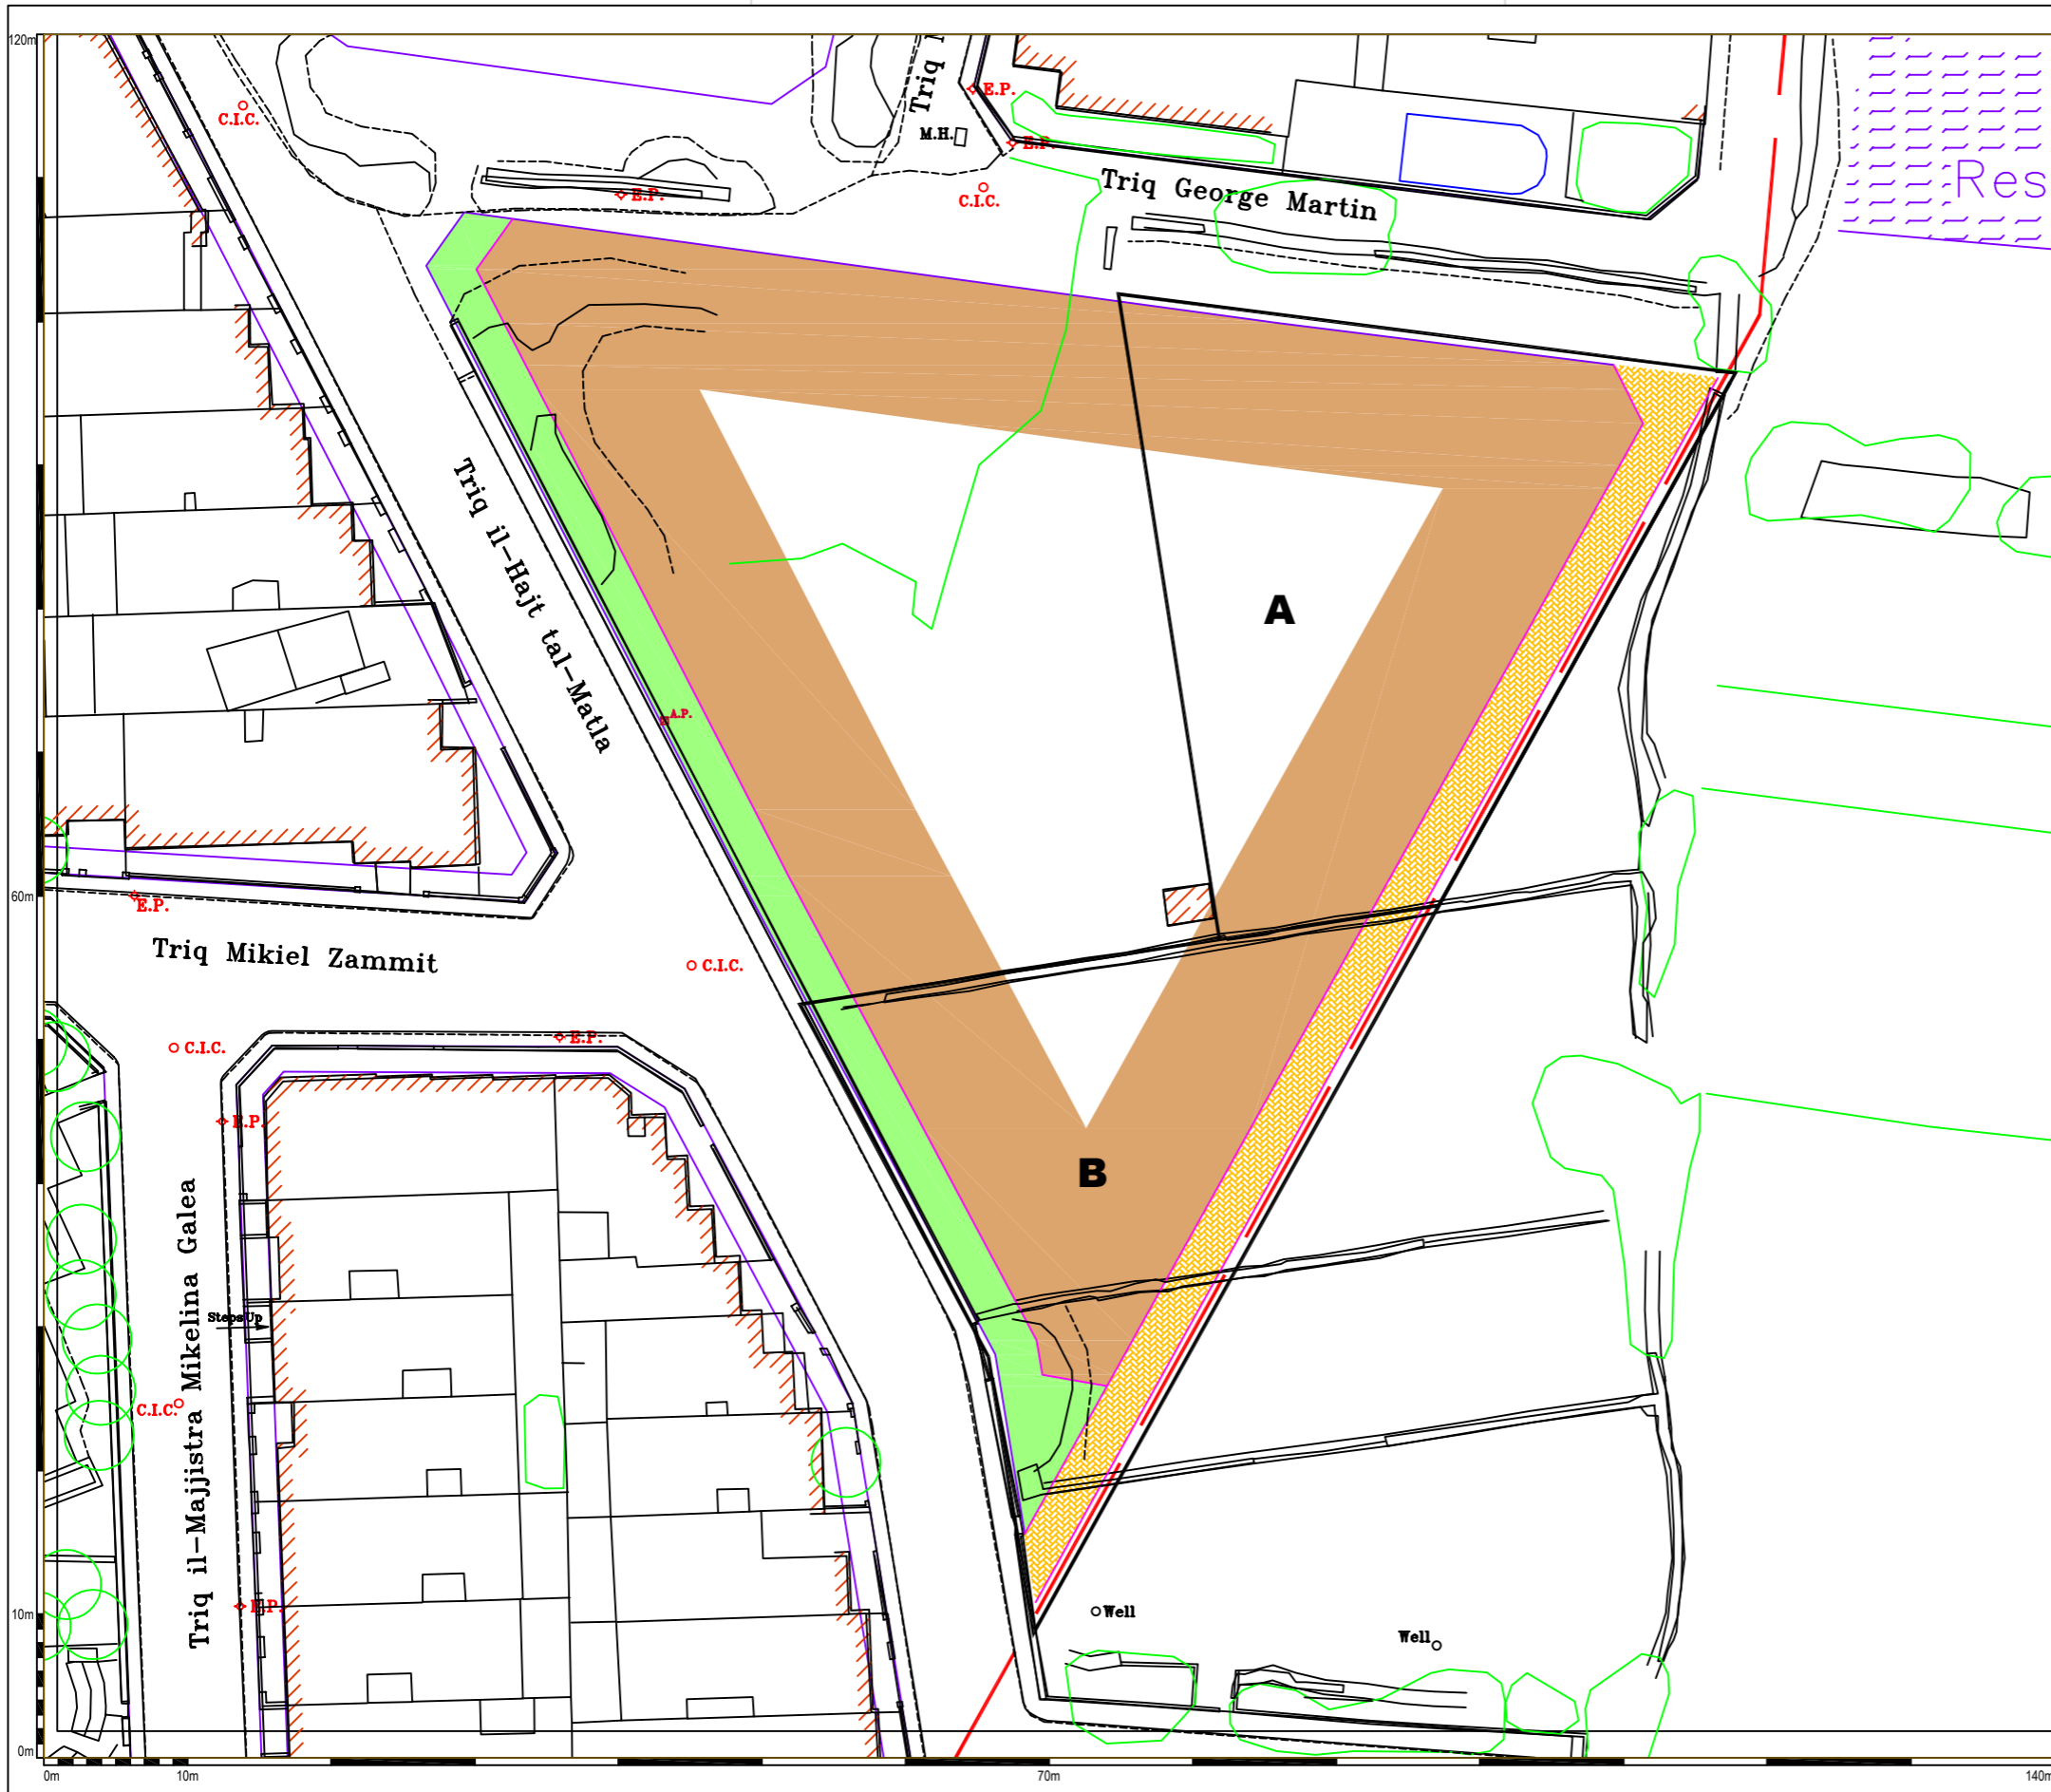 120m
Triq
E.P.
C.I.C.
M.H.
E.P.
E.P.
C.I.C.
Triq George Martin
Res
Triq il-Hajt tal-Matla
A
A.P.
60m
E.P.
Triq Mikiel Zammit
C.I.C.
C.I.C.
E.P.
E.P.
B
Triq il-Majjistra Mikelina Galea
Steps Up
C.I.C.
E.P.
10m
Well
Well
0m
0m
10m
70m
140m